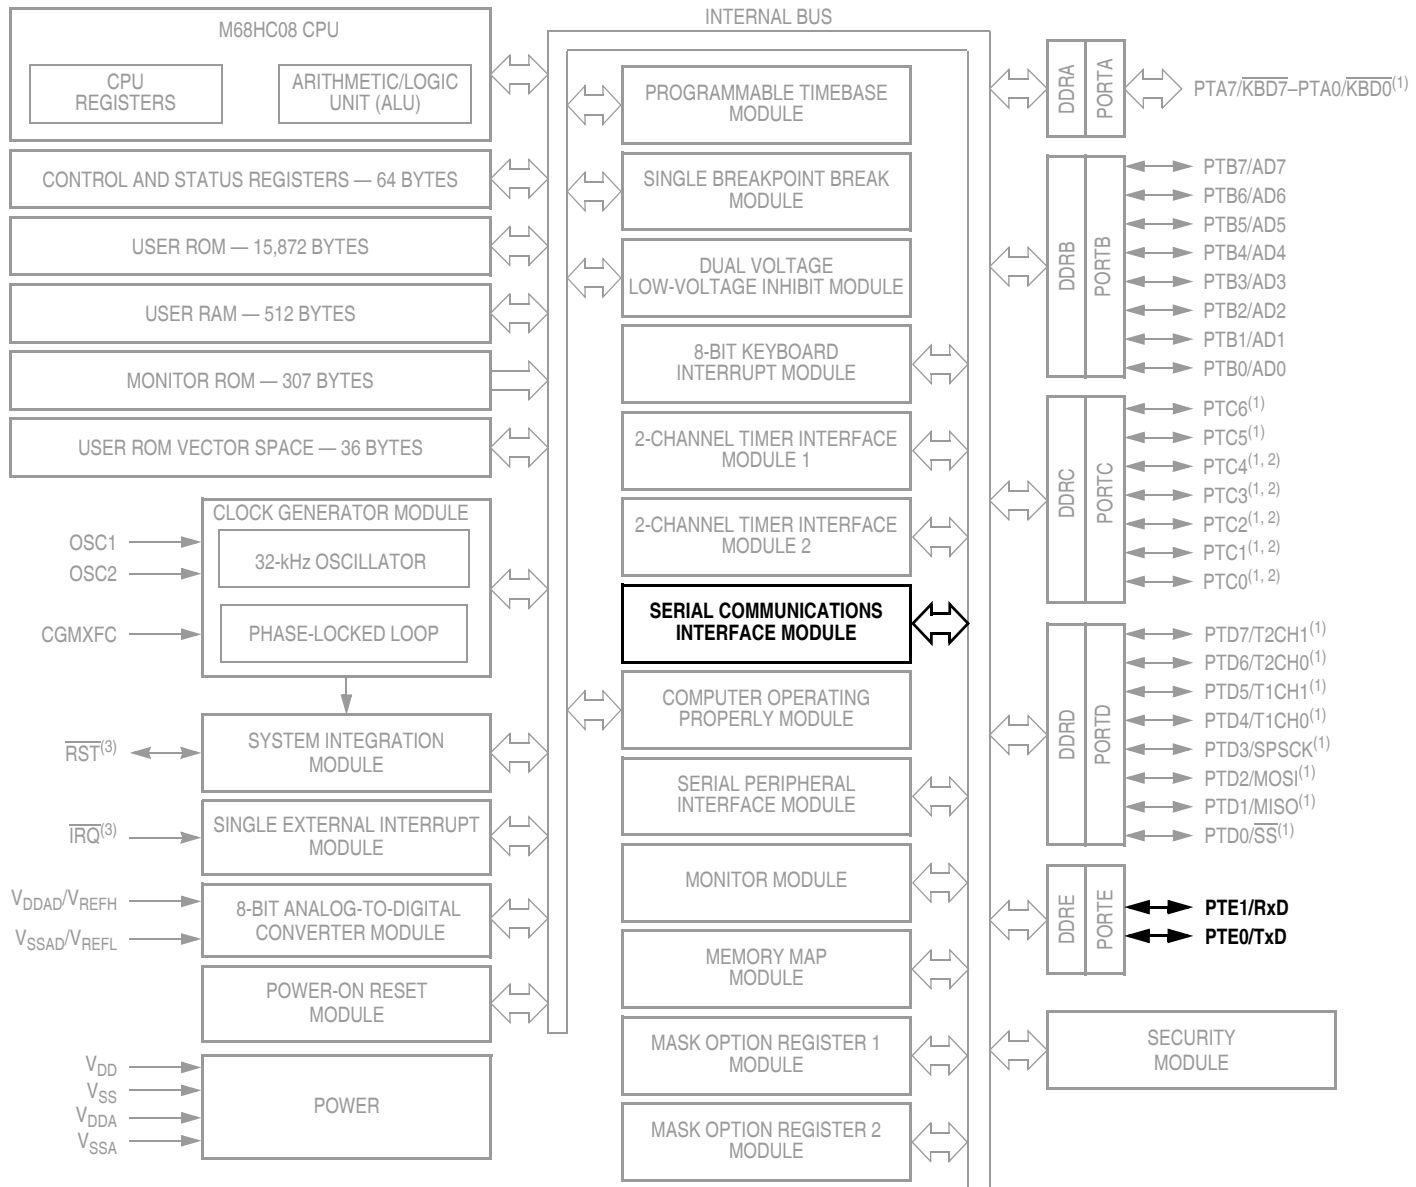 INTERNAL BUS
M68HC08 CPU
CPU
REGISTERS
ARITHMETIC/LOGIC
UNIT (ALU)
CONTROL AND STATUS REGISTERS — 64 BYTES
USER ROM — 15,872 BYTES
USER RAM — 512 BYTES
MONITOR ROM — 307 BYTES
USER ROM VECTOR SPACE — 36 BYTES
CLOCK GENERATOR MODULE
32-kHz OSCILLATOR
PHASE-LOCKED LOOP
OSC1
OSC2
CGMXFC
SYSTEM INTEGRATION
MODULE
RST(3)
SINGLE EXTERNAL INTERRUPT
MODULE
IRQ(3)
8-BIT ANALOG-TO-DIGITAL
CONVERTER MODULE
VDDAD/VREFH
VSSAD/VREFL
POWER-ON RESET
MODULE
POWER
VDD
VSS
VDDA
VSSA
PROGRAMMABLE TIMEBASE
MODULE
SINGLE BREAKPOINT BREAK
MODULE
DUAL VOLTAGE
LOW-VOLTAGE INHIBIT MODULE
8-BIT KEYBOARD
INTERRUPT MODULE
2-CHANNEL TIMER INTERFACE
MODULE 1
2-CHANNEL TIMER INTERFACE
MODULE 2
SERIAL COMMUNICATIONS
INTERFACE MODULE
COMPUTER OPERATING
PROPERLY MODULE
SERIAL PERIPHERAL
INTERFACE MODULE
MONITOR MODULE
MEMORY MAP
MODULE
MASK OPTION REGISTER 1
MODULE
MASK OPTION REGISTER 2
MODULE
DDRA
PORTA
PTA7/KBD7–PTA0/KBD0(1)
DDRB
PORTB
PTB7/AD7
PTB6/AD6
PTB5/AD5
PTB4/AD4
PTB3/AD3
PTB2/AD2
PTB1/AD1
PTB0/AD0
DDRC
PORTC
PTC6(1)
PTC5(1)
PTC4(1, 2)
PTC3(1, 2)
PTC2(1, 2)
PTC1(1, 2)
PTC0(1, 2)
DDRD
PORTD
PTD7/T2CH1(1)
PTD6/T2CH0(1)
PTD5/T1CH1(1)
PTD4/T1CH0(1)
PTD3/SPSCK(1)
PTD2/MOSI(1)
PTD1/MISO(1)
PTD0/SS(1)
DDRE
PORTE
PTE1/RxD
PTE0/TxD
SECURITY
MODULE